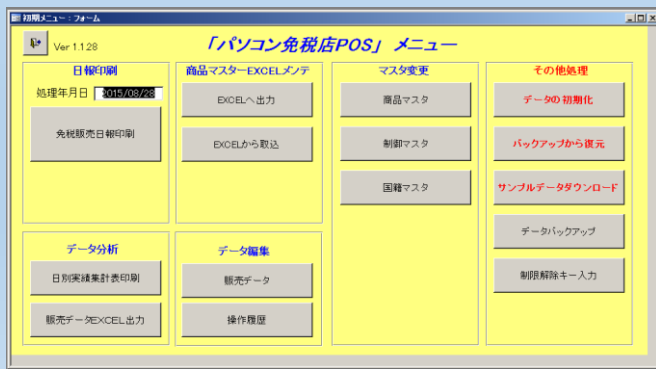 初期メニュー : フォーム
Ver 1.1.28
「パソコン免税店POS」 メニュー
日報印刷
処理年月日 2015/08/28
免税販売日報印刷
商品マスターEXCELメンテ
EXCELへ出力
EXCELから取込
マスタ変更
商品マスタ
制御マスタ
国籍マスタ
その他処理
データの初期化
バックアップから復元
サンプルデータダウンロード
データバックアップ
制限解除キー入力
データ分析
日別実績集計表印刷
販売データEXCEL出力
データ編集
販売データ
操作履歴